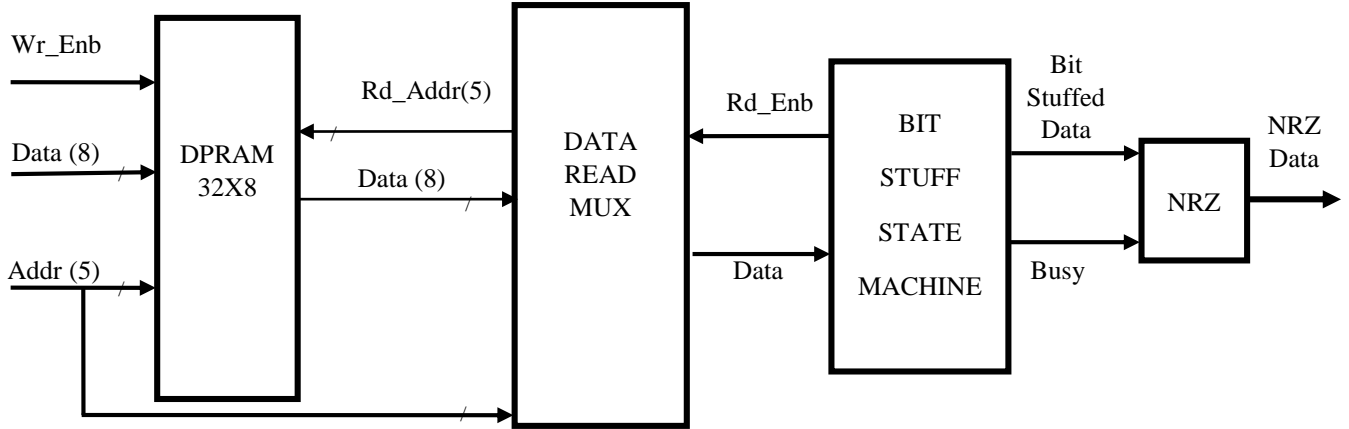 Wr_Enb
Data (8)
Addr (5)
DPRAM
32X8
Rd_Addr(5)
Data (8)
DATA
READ
MUX
Rd_Enb
Data
BIT
STUFF
STATE
MACHINE
Bit
Stuffed
Data
Busy
NRZ
NRZ
Data